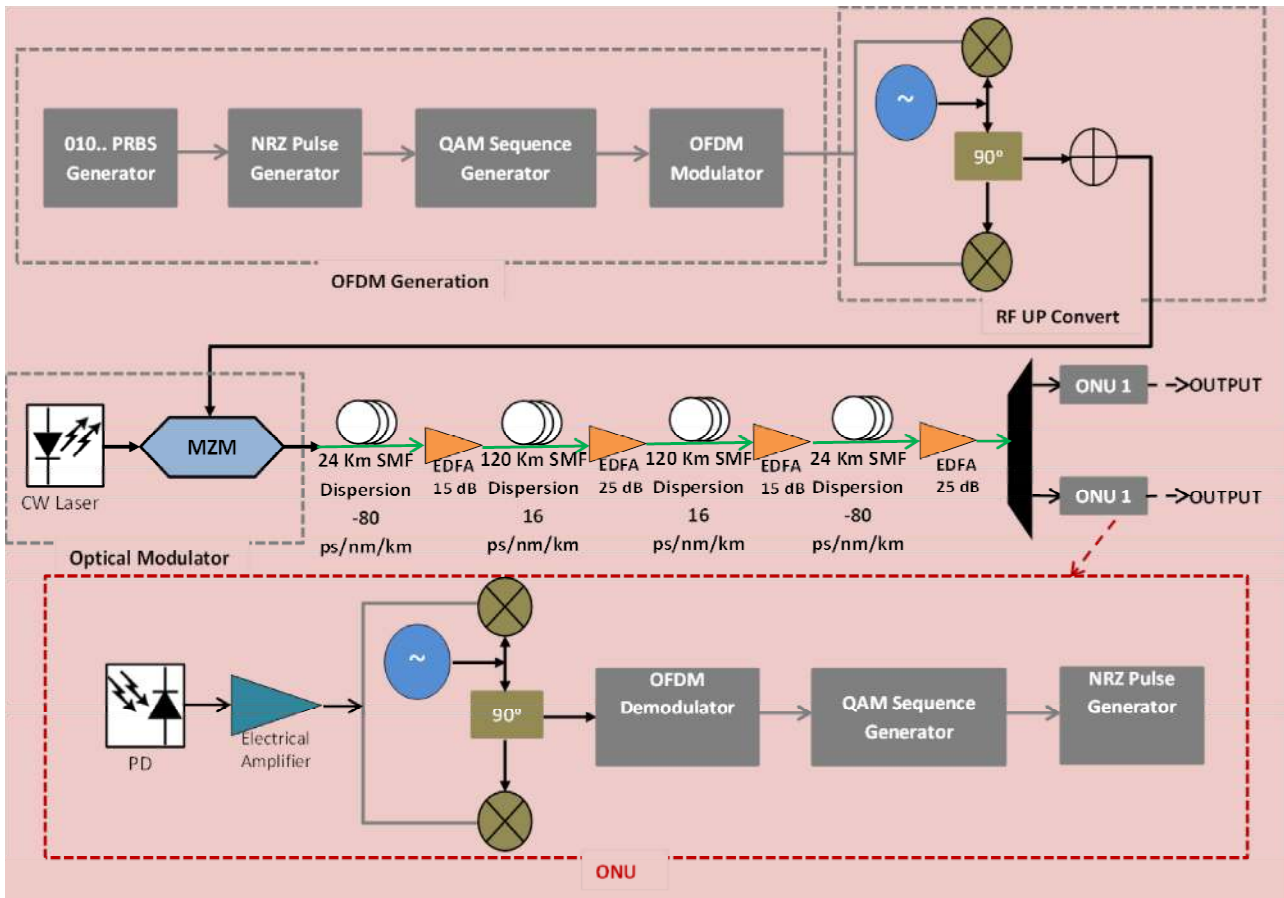 010.. PRBS
Generator
NRZ Pulse
Generator
QAM Sequence
Generator
OFDM
Modulator
~
90°
OFDM Generation
RF UP Convert
MZM
CW Laser
Optical Modulator
24 Km SMF
Dispersion
-80
ps/nm/km
EDFA
15 dB
120 Km SMF
Dispersion
16
ps/nm/km
EDFA
25 dB
120 Km SMF
Dispersion
16
ps/nm/km
EDFA
15 dB
24 Km SMF
Dispersion
-80
ps/nm/km
EDFA
25 dB
ONU 1
OUTPUT
ONU 1
OUTPUT
PD
Electrical
Amplifier
~
90°
OFDM
Demodulator
QAM Sequence
Generator
NRZ Pulse
Generator
ONU